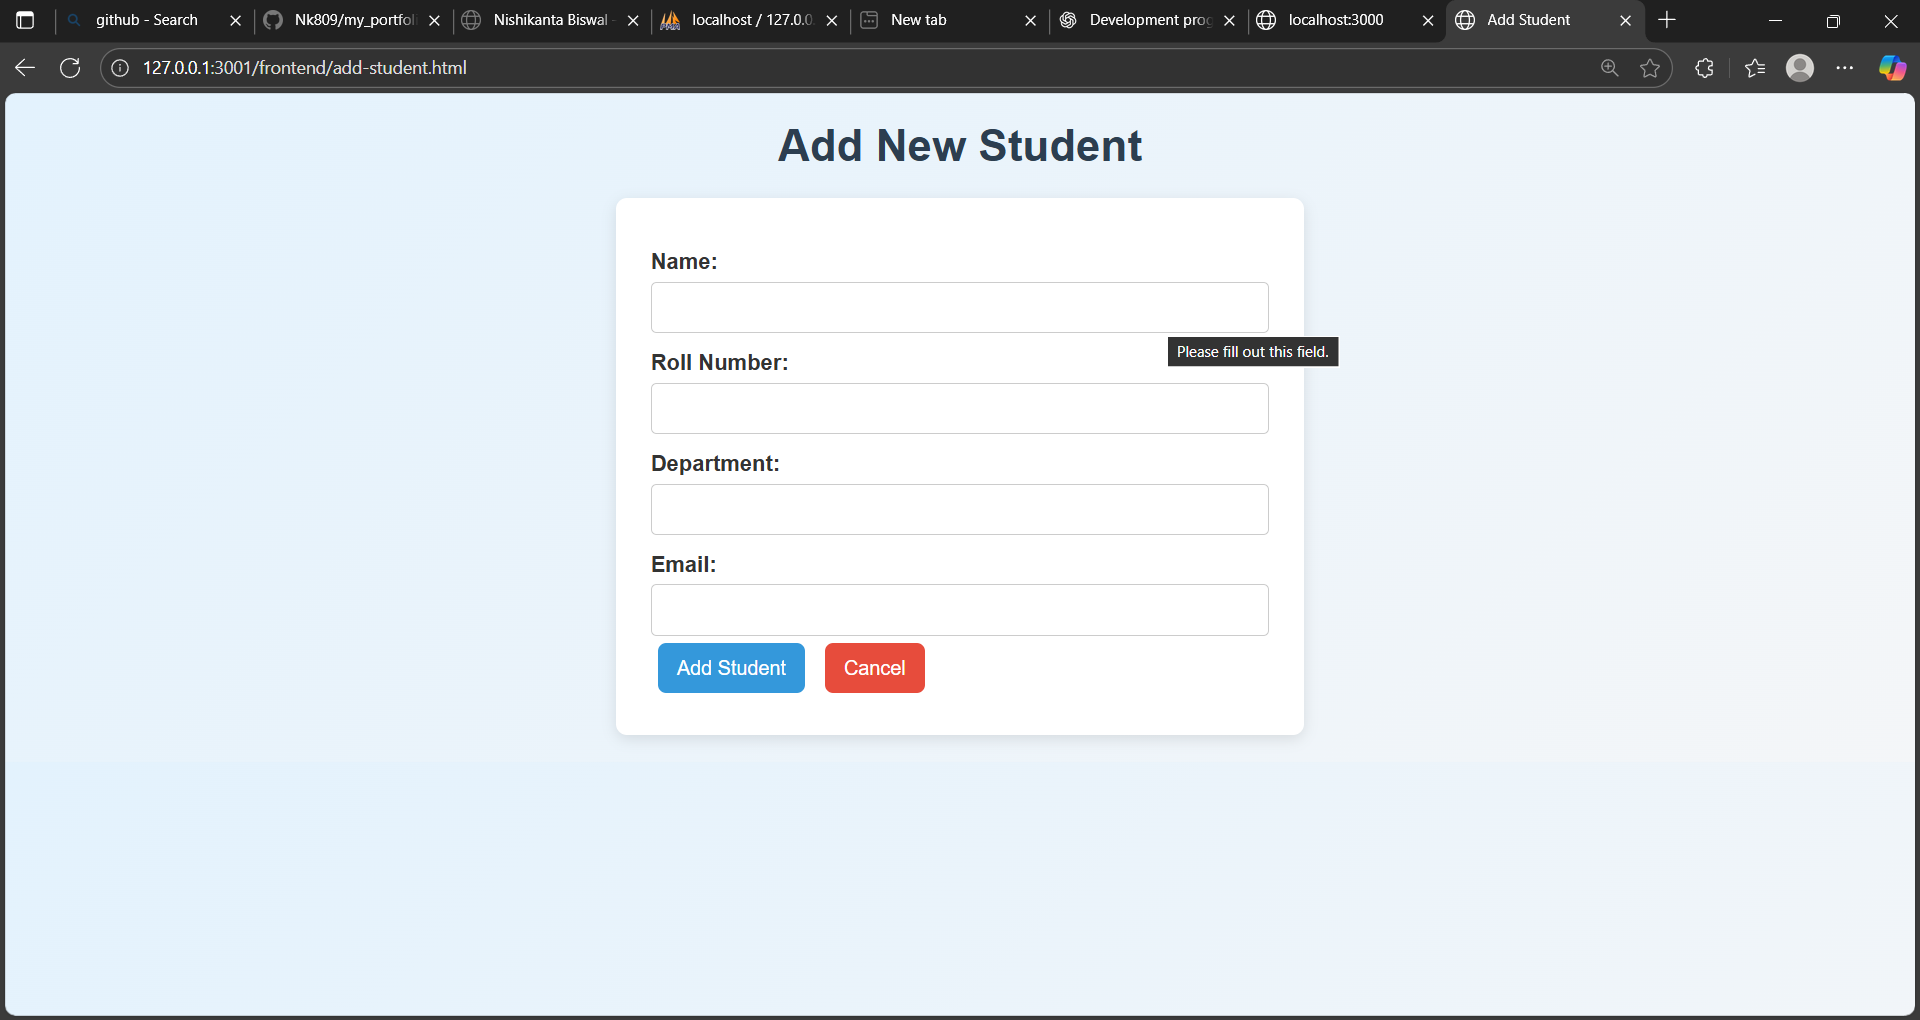 github - Search
Nk809/my_portfoli
Nishikanta Biswal -
localhost / 127.0.0.
New tab
Development prog
localhost:3000
Add Student
127.0.0.1:3001/frontend/add-student.html
Add New Student
Name:
Please fill out this field.
Roll Number:
Department:
Email:
Add Student
Cancel